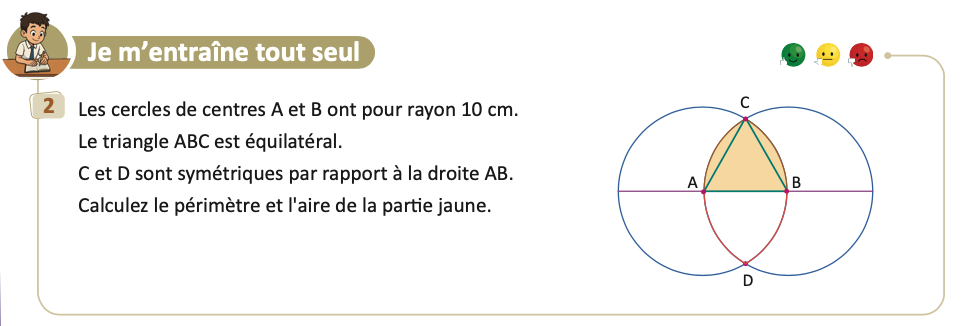 Je m’entraîne tout seul
2
Les cercles de centres A et B ont pour rayon 10 cm.
Le triangle ABC est équilatéral.
C et D sont symétriques par rapport à la droite AB.
Calculez le périmètre et l'aire de la partie jaune.
C
A
B
D